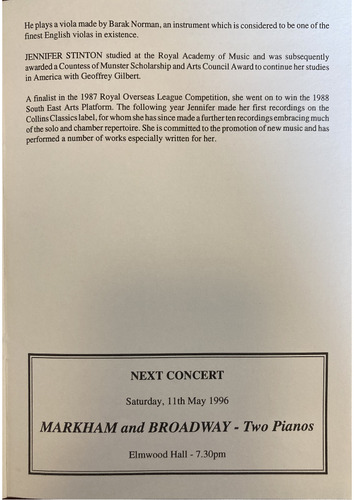 He plays a viola made by Barak Norman, an instrument which is considered to be one of the
finest English violas in existence.
JENNIFER STINTON studied at the Royal Academy of Music and was subsequently
awarded a Countess of Munster Scholarship and Arts Council Award to continue her studies
in America with Geoffrey Gilbert.
A finalist in the 1987 Royal Overseas League Competition, she went on to win the 1988
South East Arts Platform. The following year Jennifer made her first recordings on the
Collins Classics label, for whom she has since made a further ten recordings embracing much
of the solo and chamber repertoire. She is committed to the promotion of new music and has
performed a number of works especially written for her.
NEXT CONCERT
Saturday, 11th May 1996
MARKHAM and BROADWAY - Two Pianos
Elmwood Hall - 7.30pm